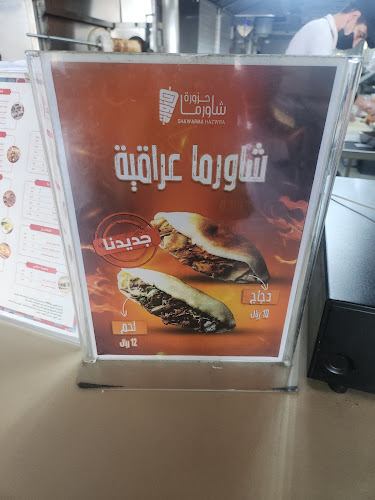 حزورة
شاورما
SHAWARMA HAZWRA
شاورما عراقية
جديدنا
دجاج
10 ريال
لحم
12 ريال